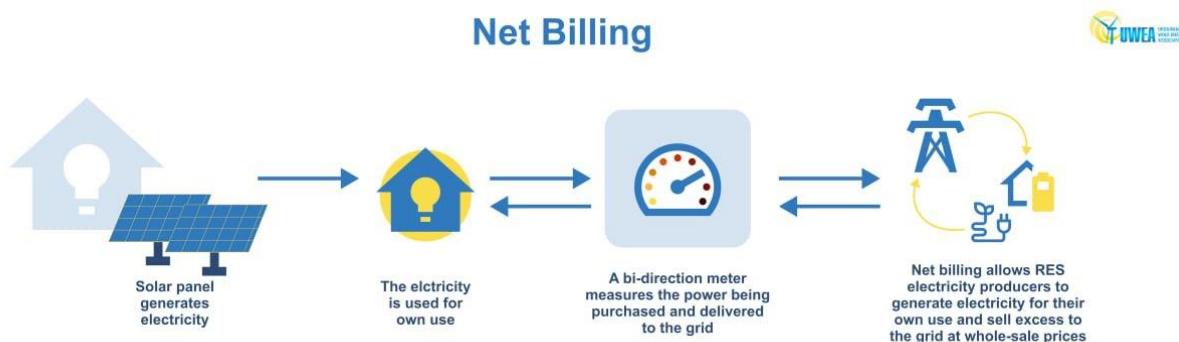 Net Billing
UWEA
Solar panel
generates
electricity
The elctricity
is used for
own use
A bi-direction meter
measures the power being
purchased and delivered
to the grid
Net billing allows RES
electricity producers to
generate electricity for their
own use and sell excess to
the grid at whole-sale prices